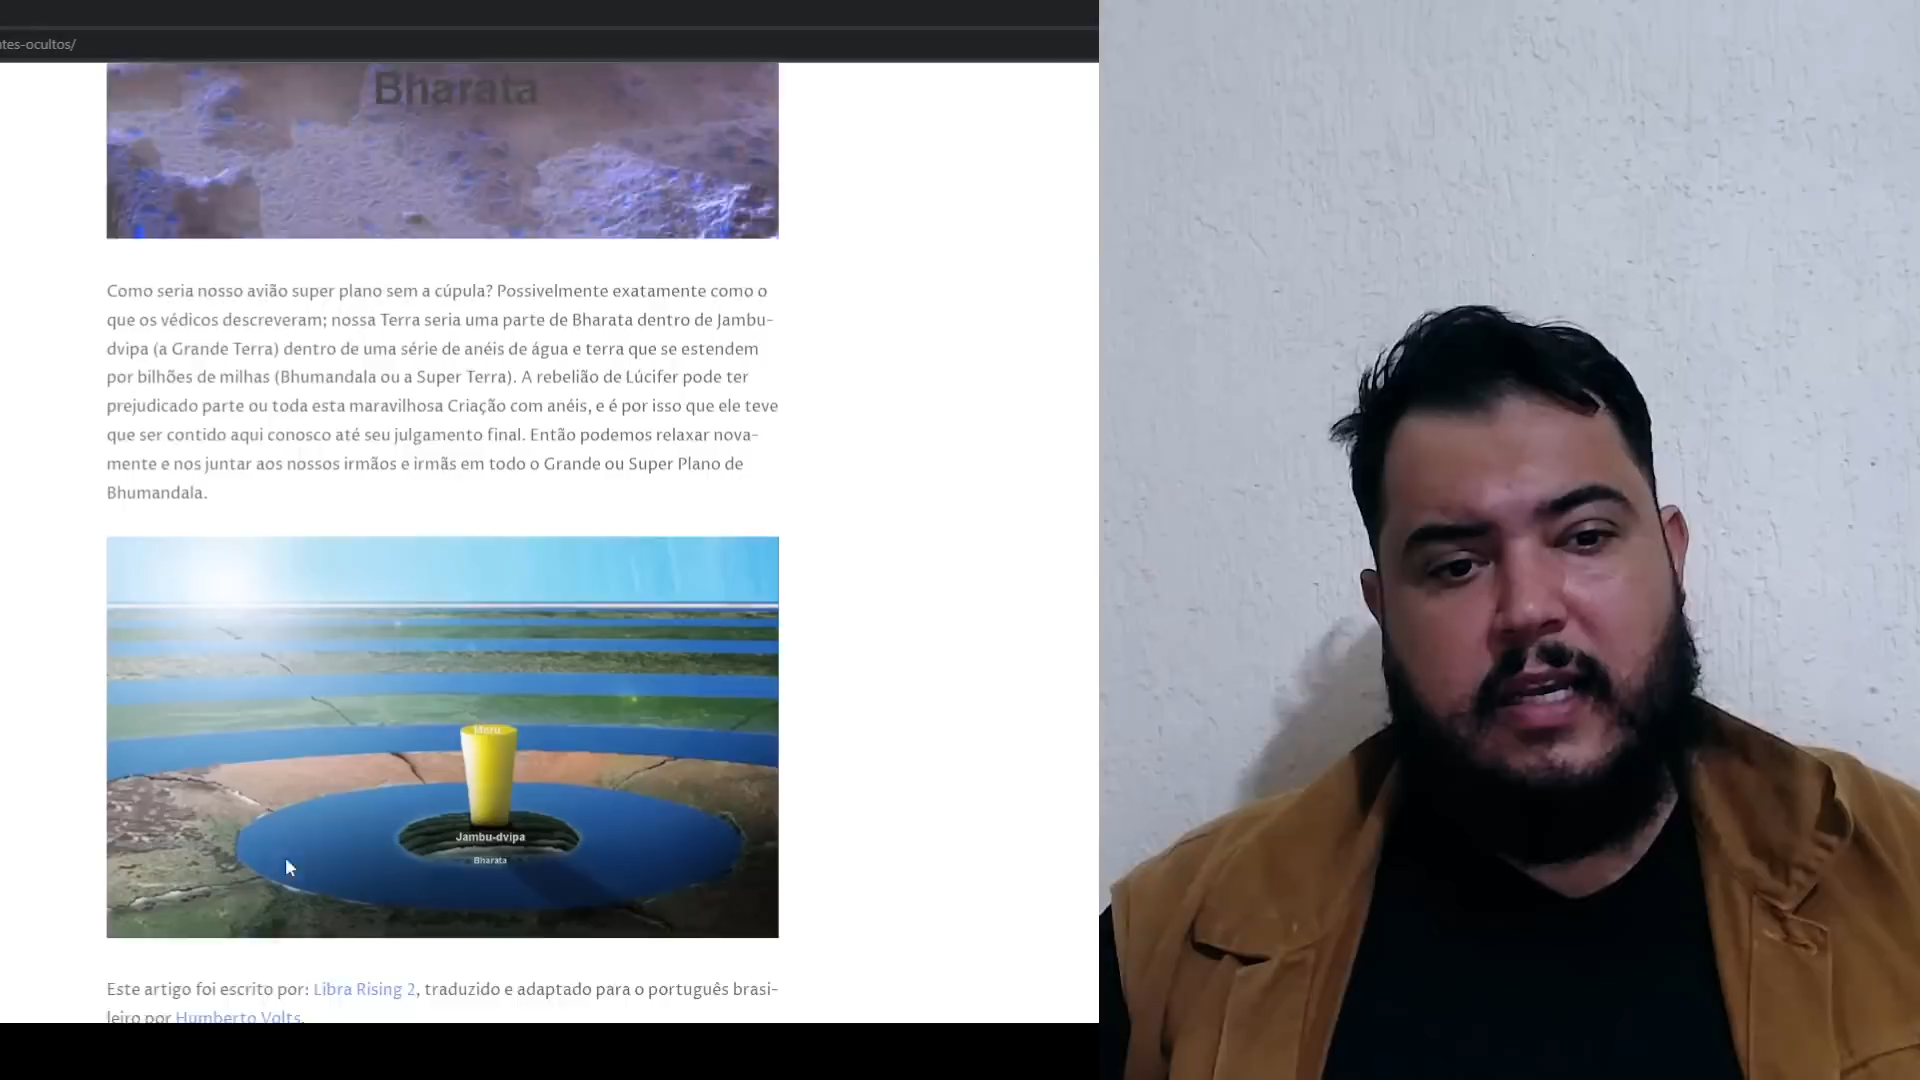 ntes-ocultos/
Bharata
Como seria nosso avião super plano sem a cúpula? Possivelmente exatamente como o
que os védicos descreveram; nossa Terra seria uma parte de Bharata dentro de Jambu-
dvipa (a Grande Terra) dentro de uma série de anéis de água e terra que se estendem
por bilhões de milhas (Bhumandala ou a Super Terra). A rebelião de Lúcifer pode ter
prejudicado parte ou toda esta maravilhosa Criação com anéis, e é por isso que ele teve
que ser contido aqui conosco até seu julgamento final. Então podemos relaxar nova-
mente e nos juntar aos nossos irmãos e irmãs em todo o Grande ou Super Plano de
Bhumandala.
Meru
Jambu-dvipa
Bharata
Este artigo foi escrito por: Libra Rising 2, traduzido e adaptado para o português brasi-
leiro por Humberto Volts.